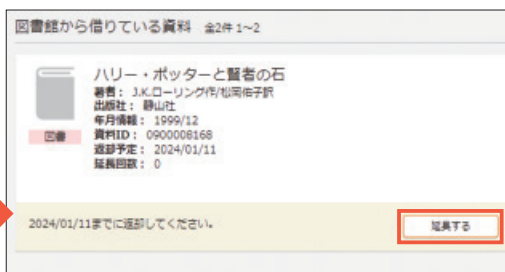 図書館から借りている資料 全2件 1~2
ハリー・ポッターと賢者の石
著者： J.K.ローリング作/松岡佑子訳
出版社： 静山社
年月情報： 1999/12
図書
資料ID： 0900008168
返却予定： 2024/01/11
延長回数： 0
2024/01/11までに返却してください。
延長する